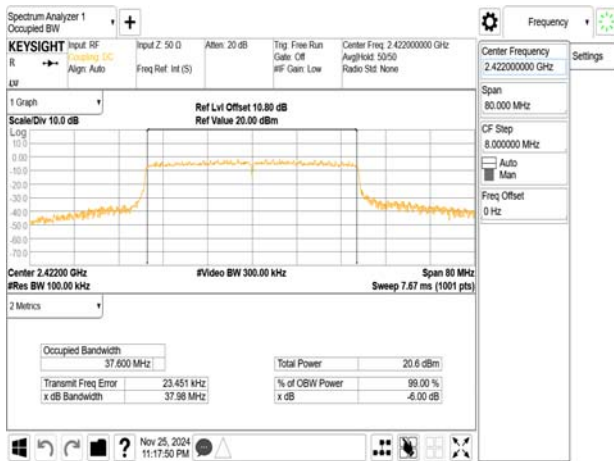 Spectrum Analyzer 1
Occupied BW
Frequency
KEYSIGHT
R
LXI
Input: RF
Coupling: DC
Align: Auto
Input Z: 50 Ω
Freq Ref: Int (S)
Atten: 20 dB
Trig: Free Run
Gate: Off
#IF Gain: Low
Center Freq: 2.422000000 GHz
Avg|Hold: 50/50
Radio Std: None
Center Frequency
2.422000000 GHz
Settings
Span
80.000 MHz
CF Step
8.000000 MHz
Auto
Man
Freq Offset
0 Hz
1 Graph
Scale/Div 10.0 dB
Ref Lvl Offset 10.80 dB
Ref Value 20.00 dBm
Log
10.0
0.00
-10.0
-20.0
-30.0
-40.0
-50.0
-60.0
-70.0
Center 2.42200 GHz
#Res BW 100.00 kHz
#Video BW 300.00 kHz
Span 80 MHz
Sweep 7.67 ms (1001 pts)
2 Metrics
Occupied Bandwidth
37.600 MHz
Transmit Freq Error 23.451 kHz
x dB Bandwidth 37.98 MHz
Total Power 20.6 dBm
% of OBW Power 99.00 %
x dB -6.00 dB
Nov 25, 2024
11:17:50 PM